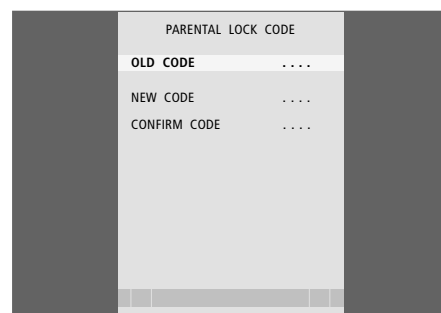 PARENTAL LOCK CODE
OLD CODE ....
NEW CODE ....
CONFIRM CODE ....